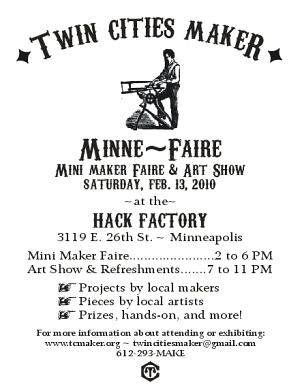 TWIN CITIES MAKER
MINNE~FAIRE
MINI MAKER FAIRE & ART SHOW
SATURDAY, FEB. 13, 2010
~at the~
HACK FACTORY
3119 E. 26th St. ~ Minneapolis
Mini Maker Faire.......................2 to 6 PM
Art Show & Refreshments.......7 to 11 PM
Projects by local makers
Pieces by local artists
Prizes, hands-on, and more!
For more information about attending or exhibiting:
www.tcmaker.org ~ twincitiesmaker@gmail.com
612-293-MAKE